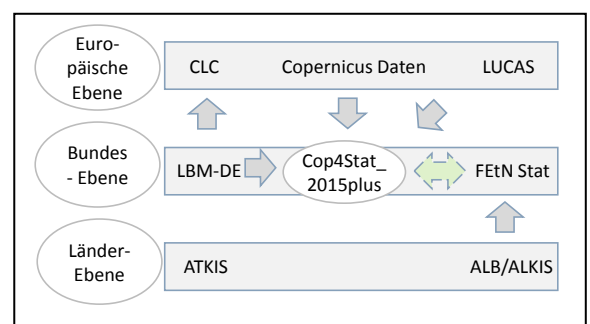 Euro-
päische
Ebene
CLC Copernicus Daten LUCAS
Bundes
- Ebene
LBM-DE
Cop4Stat_
2015plus
FEtN Stat
Länder-
Ebene
ATKIS ALB/ALKIS